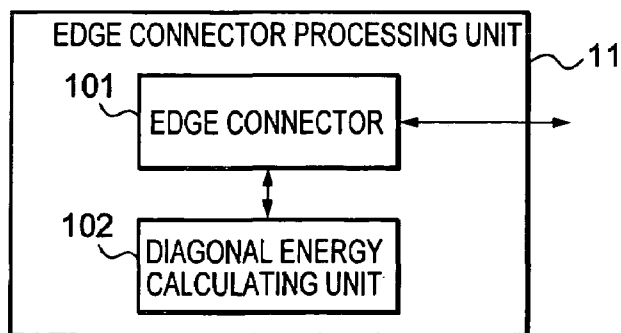 EDGE CONNECTOR PROCESSING UNIT
11
101
EDGE CONNECTOR
102
DIAGONAL ENERGY
CALCULATING UNIT